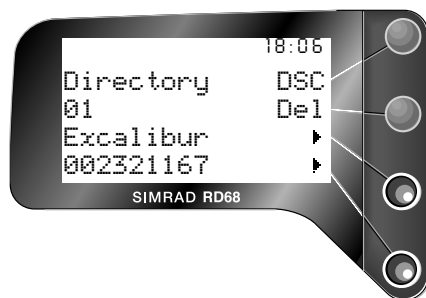 18:06
Directory DSC
01 Del
Excalibur
002321167
SIMRAD RD68